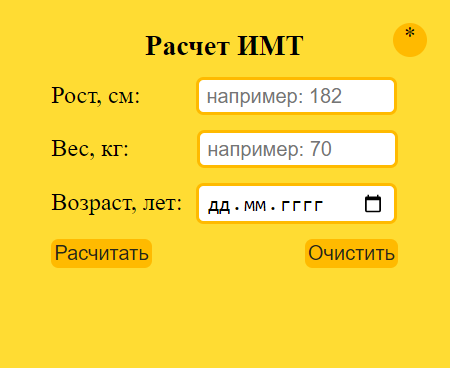 Расчет ИМТ
*
Рост, см:
например: 182
Вес, кг:
например: 70
Возраст, лет:
дд.мм.гггг
Расчитать
Очистить